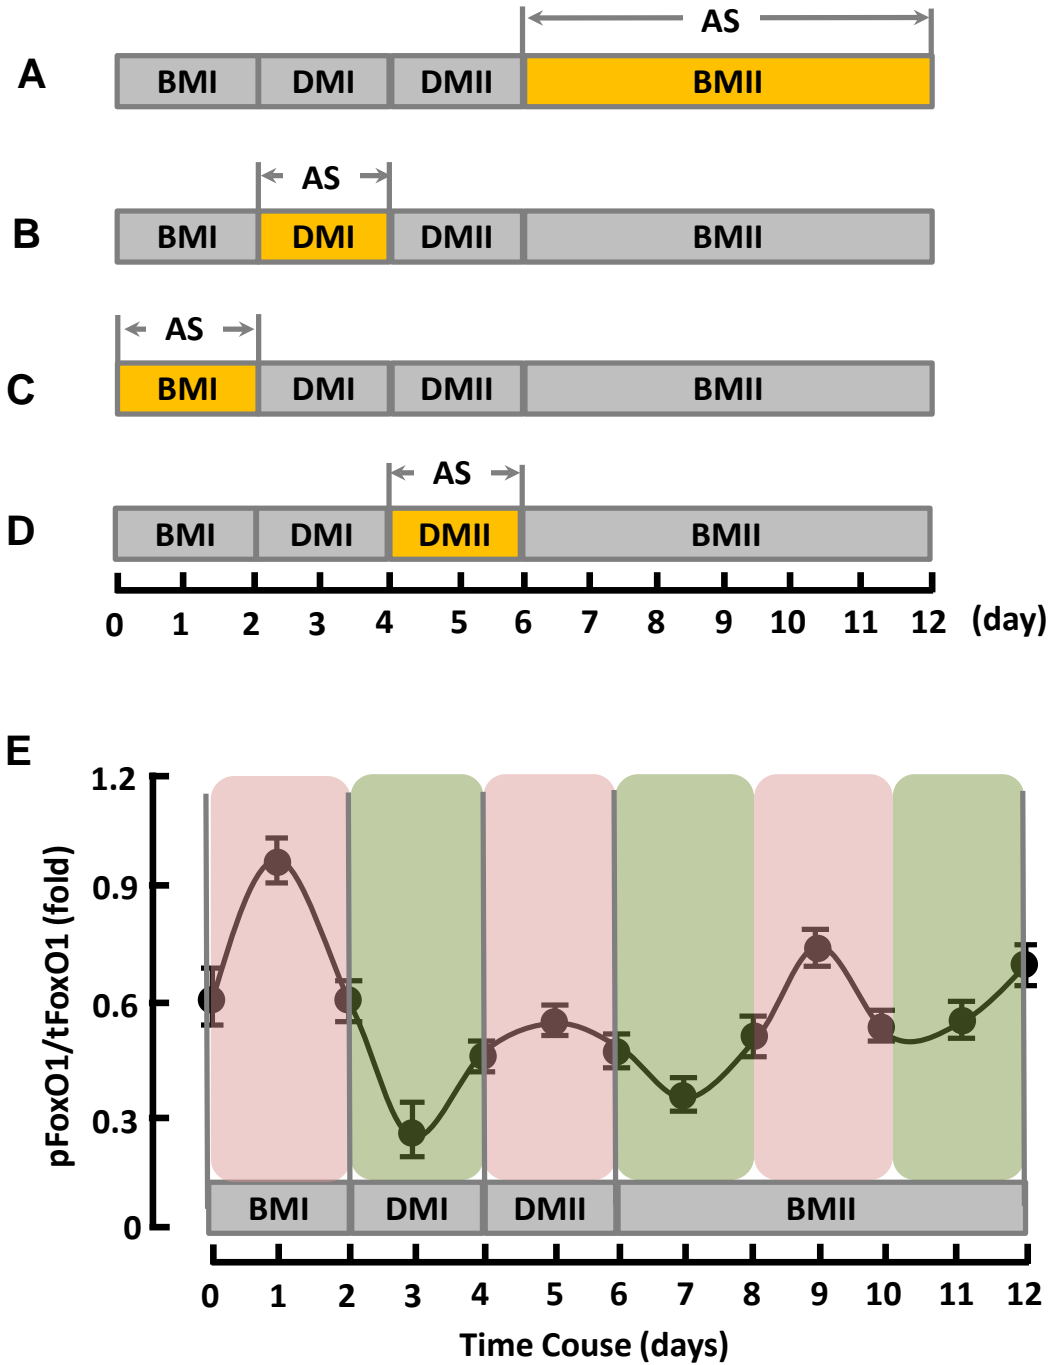 AS
A
BMI DMI DMII BMII
AS
B
BMI DMI DMII BMII
AS
C
BMI DMI DMII BMII
AS
D
BMI DMI DMII BMII
0 1 2 3 4 5 6 7 8 9 10 11 12 (day)
E
pFoxO1/tFoxO1 (fold)
1.2
0.9
0.6
0.3
0
BMI DMI DMII BMII
0 1 2 3 4 5 6 7 8 9 10 11 12
Time Couse (days)